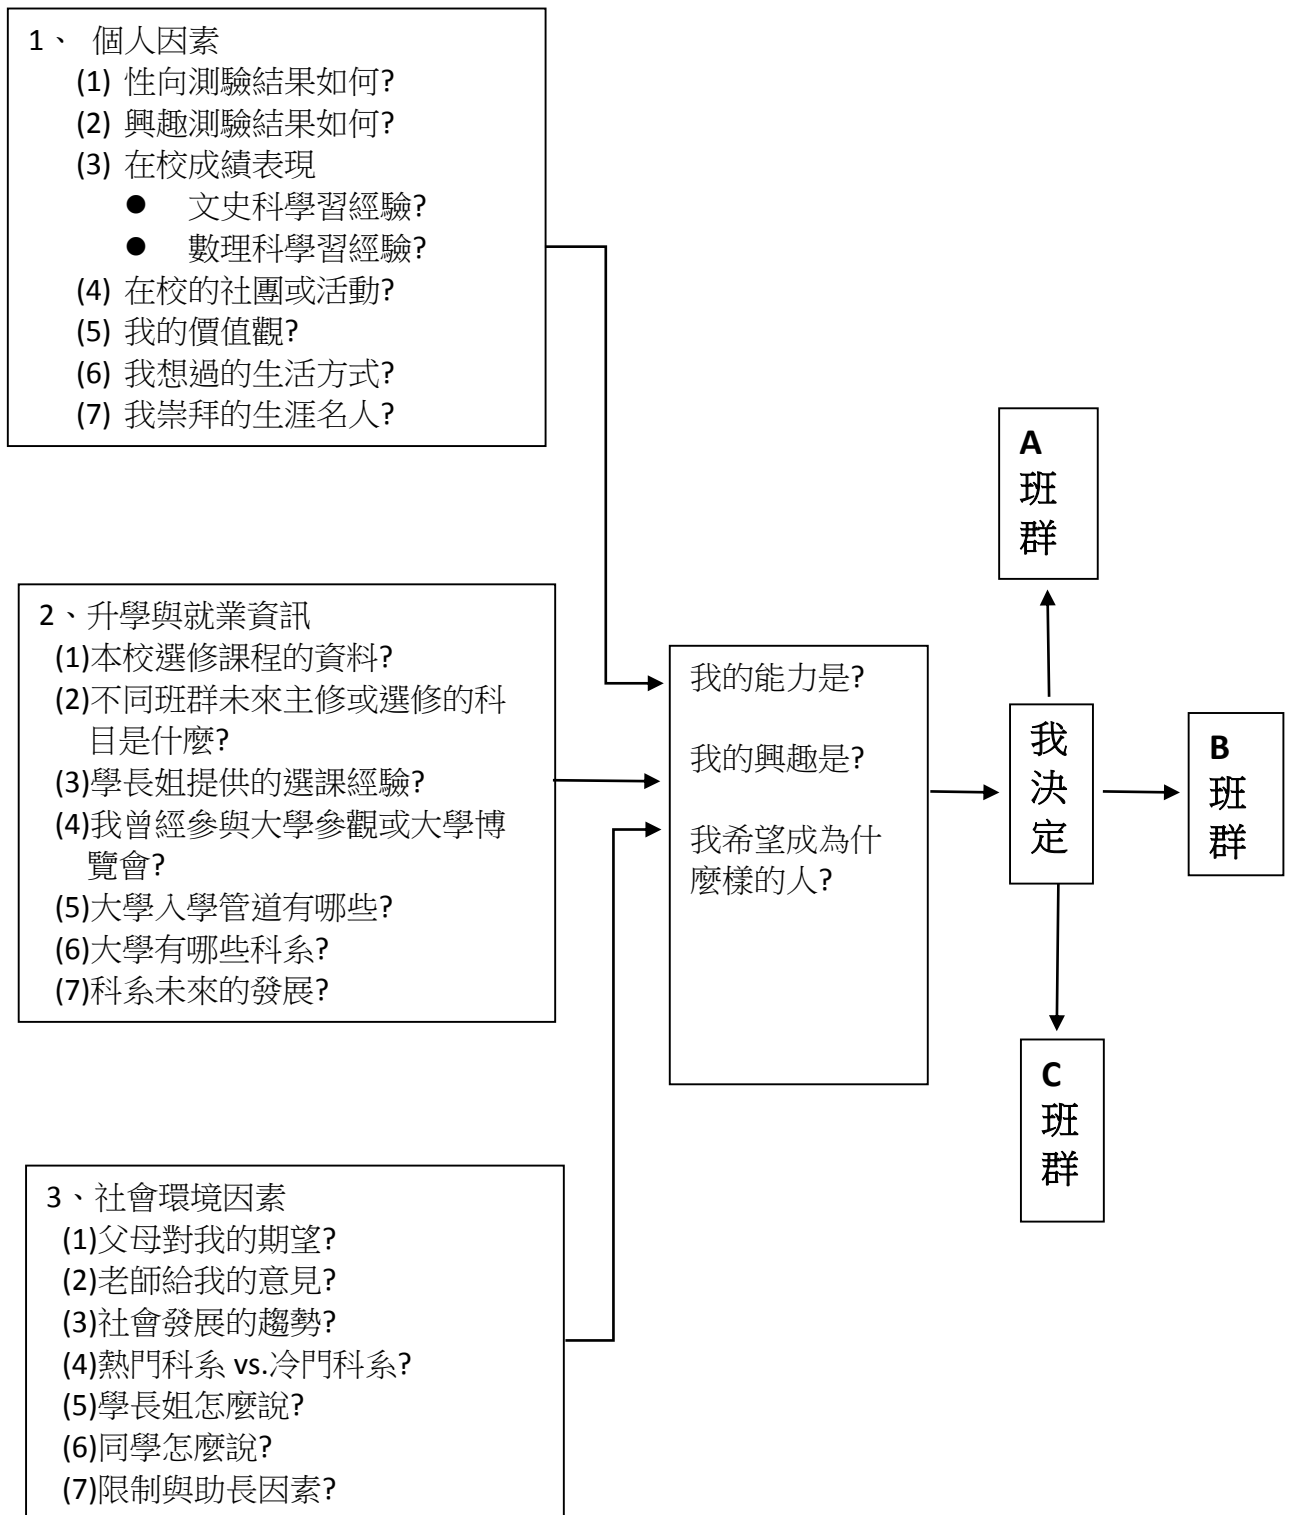 1、 個人因素
(1) 性向測驗結果如何?
(2) 興趣測驗結果如何?
(3) 在校成績表現
● 文史科學習經驗?
● 數理科學習經驗?
(4) 在校的社團或活動?
(5) 我的價值觀?
(6) 我想過的生活方式?
(7) 我崇拜的生涯名人?
2、升學與就業資訊
(1)本校選修課程的資料?
(2)不同班群未來主修或選修的科
目是什麼?
(3)學長姐提供的選課經驗?
(4)我曾經參與大學參觀或大學博
覽會?
(5)大學入學管道有哪些?
(6)大學有哪些科系?
(7)科系未來的發展?
3、社會環境因素
(1)父母對我的期望?
(2)老師給我的意見?
(3)社會發展的趨勢?
(4)熱門科系 vs.冷門科系?
(5)學長姐怎麼說?
(6)同學怎麼說?
(7)限制與助長因素?
我的能力是?
我的興趣是?
我希望成為什
麼樣的人?
我
決
定
A
班
群
B
班
群
C
班
群